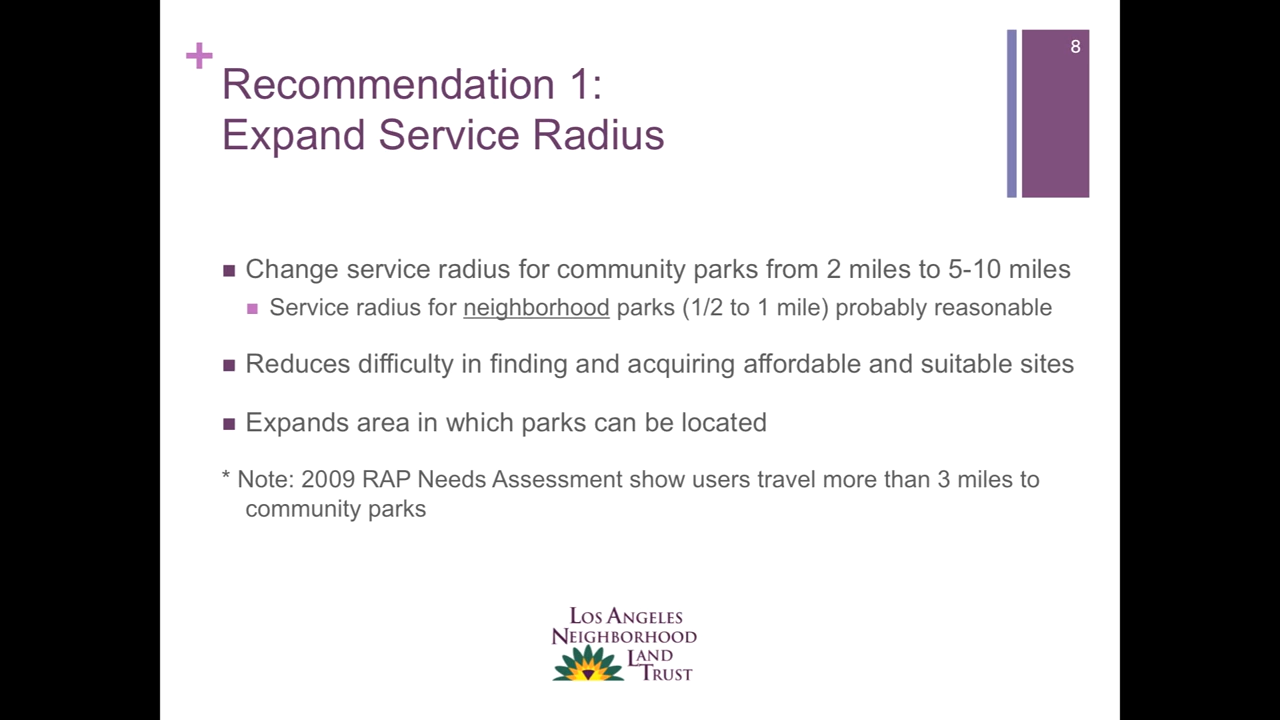 +
8
Recommendation 1:
Expand Service Radius
Change service radius for community parks from 2 miles to 5-10 miles
Service radius for neighborhood parks (1/2 to 1 mile) probably reasonable
Reduces difficulty in finding and acquiring affordable and suitable sites
Expands area in which parks can be located
* Note: 2009 RAP Needs Assessment show users travel more than 3 miles to
community parks
LOS ANGELES
NEIGHBORHOOD
LAND
TRUST